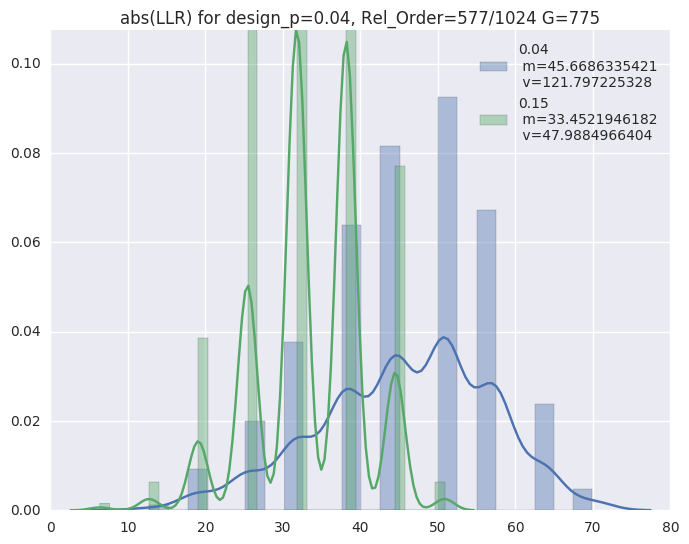 abs(LLR) for design_p=0.04, Rel_Order=577/1024 G=775
0.04
m=45.6686335421
v=121.797225328
0.15
m=33.4521946182
v=47.9884966404
0.10
0.08
0.06
0.04
0.02
0.00
0 10 20 30 40 50 60 70 80